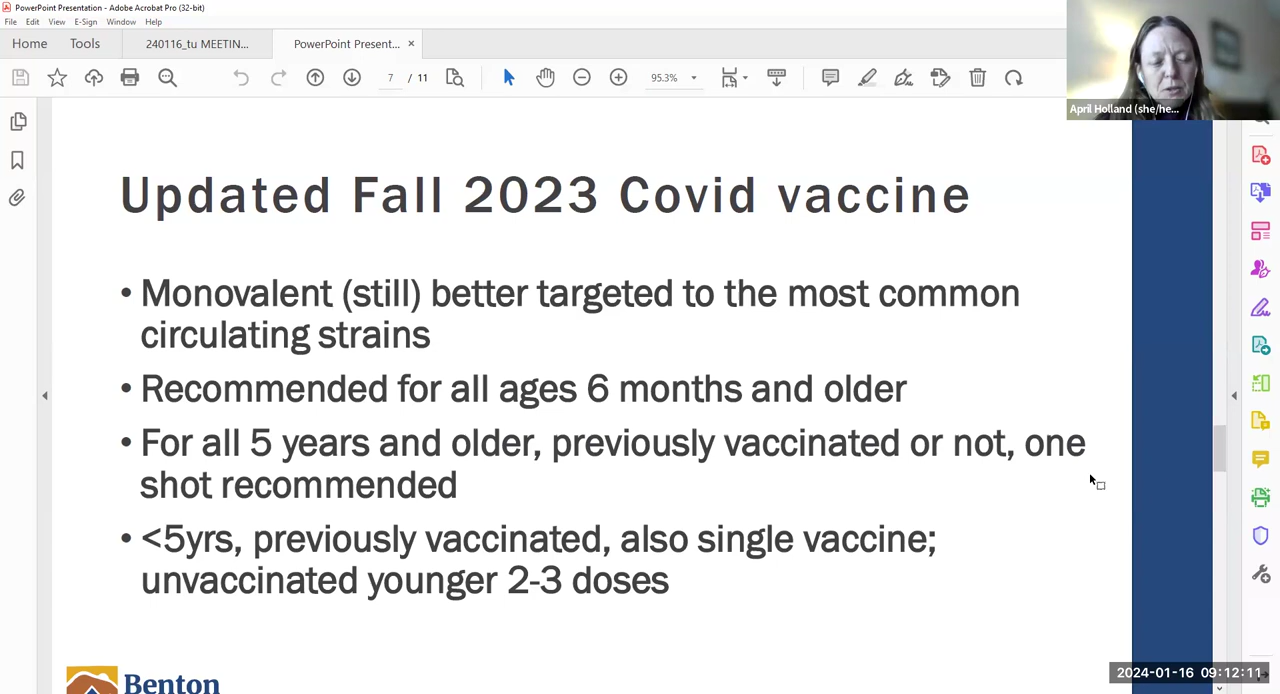 PowerPoint Presentation - Adobe Acrobat Pro (32-bit)
File Edit View E-Sign Window Help
Home Tools 240116_tu MEETIN... PowerPoint Present... ×
7 / 11 95.3%
April Holland (she/he...
Updated Fall 2023 Covid vaccine
• Monovalent (still) better targeted to the most common
circulating strains
• Recommended for all ages 6 months and older
• For all 5 years and older, previously vaccinated or not, one
shot recommended
• <5yrs, previously vaccinated, also single vaccine;
unvaccinated younger 2-3 doses
Benton
2024-01-16 09:12:11